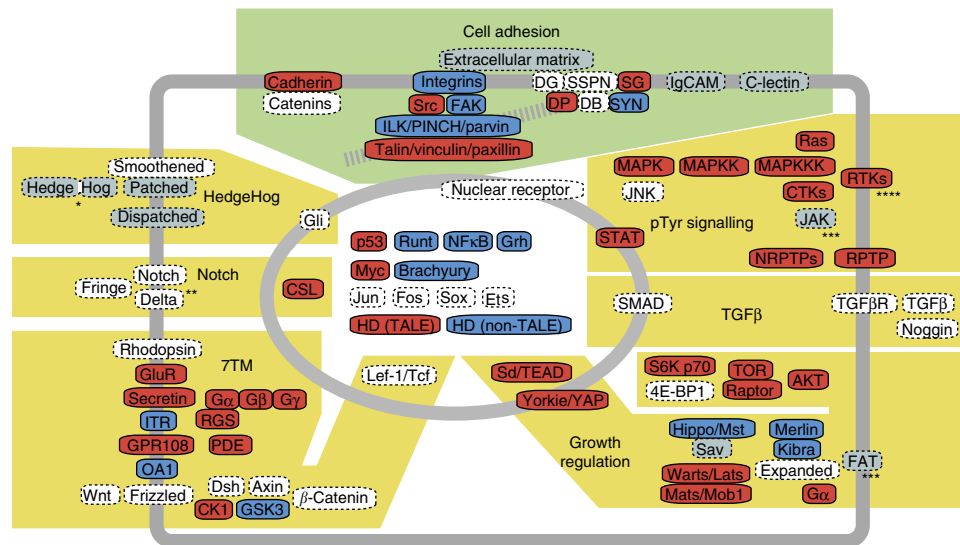 Cell adhesion
Extracellular matrix
Cadherin
Catenins
Integrins
Src
FAK
ILK/PINCH/parvin
Talin/vinculin/paxillin
DG
SSPN
SG
DP
DB
SYN
IgCAM
C-lectin
Smoothened
Hedge
Hog
*
Patched
Dispatched
HedgeHog
Gli
Nuclear receptor
Ras
MAPK
MAPKK
MAPKKK
RTKs
****
JNK
CTKs
JAK
***
pTyr signalling
STAT
NRPTPs
RPTP
Notch
Fringe
Notch
Delta
**
CSL
p53
Runt
NFκB
Grh
Myc
Brachyury
Jun
Fos
Sox
Ets
HD (TALE)
HD (non-TALE)
SMAD
TGFβ
TGFβR
TGFβ
Noggin
Rhodopsin
7TM
GluR
Secretin
Gα
Gβ
Gγ
ITR
RGS
GPR108
PDE
OA1
Lef-1/Tcf
Sd/TEAD
Yorkie/YAP
S6K p70
TOR
AKT
4E-BP1
Raptor
Growth
regulation
Hippo/Mst
Merlin
Sav
Kibra
Warts/Lats
Expanded
FAT
***
Mats/Mob1
Gα
Wnt
Frizzled
Dsh
Axin
β-Catenin
CK1
GSK3